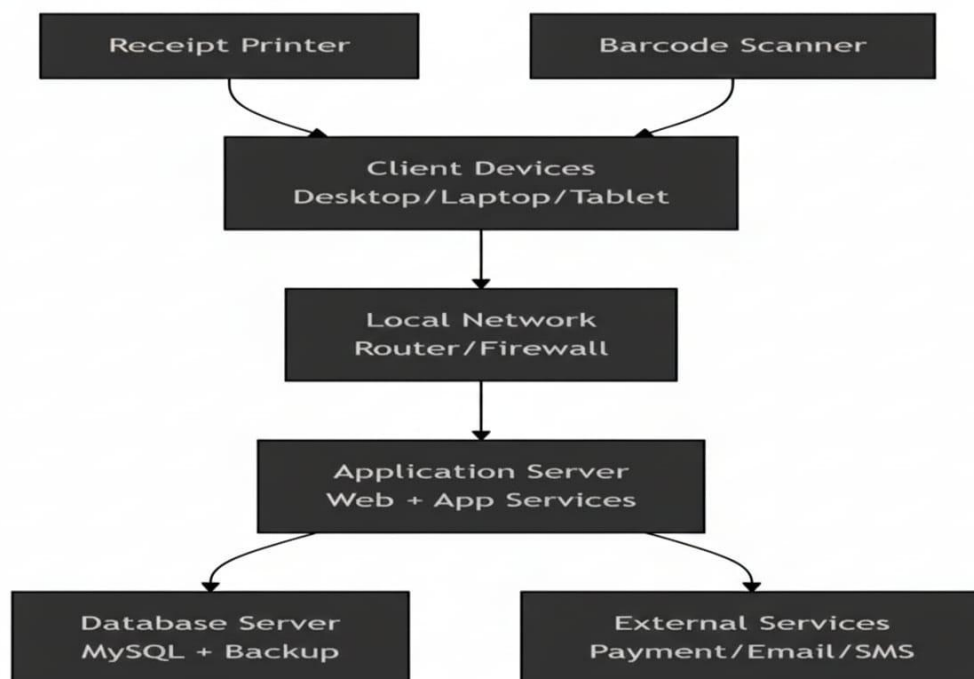 Receipt Printer
Barcode Scanner
Client Devices
Desktop/Laptop/Tablet
Local Network
Router/Firewall
Application Server
Web + App Services
Database Server
MySQL + Backup
External Services
Payment/Email/SMS